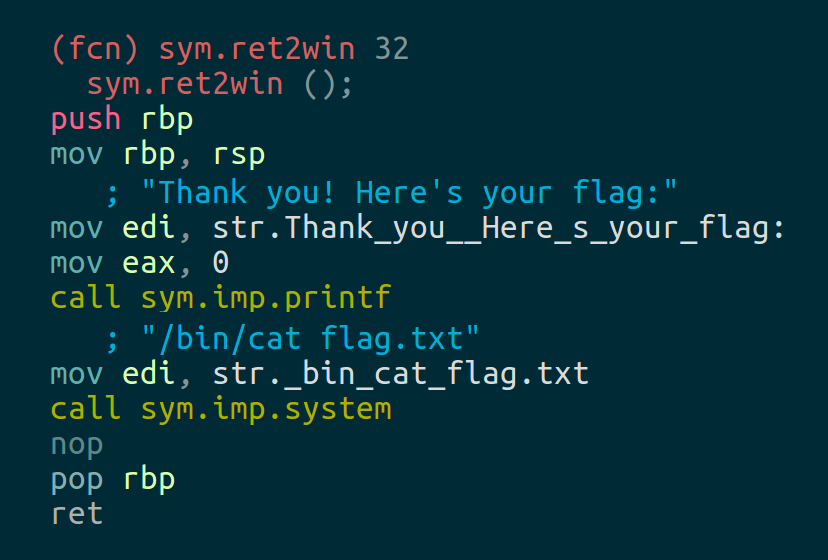 (fcn) sym.ret2win 32
sym.ret2win ();
push rbp
mov rbp, rsp
; "Thank you! Here's your flag:"
mov edi, str.Thank_you__Here_s_your_flag:
mov eax, 0
call sym.imp.printf
; "/bin/cat flag.txt"
mov edi, str._bin_cat_flag.txt
call sym.imp.system
nop
pop rbp
ret